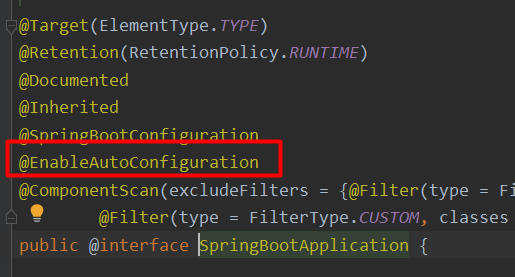 @Target(ElementType.TYPE)
@Retention(RetentionPolicy.RUNTIME)
@Documented
@Inherited
@SpringBootConfiguration
@EnableAutoConfiguration
@ComponentScan(excludeFilters = {@Filter(type = Fi
@Filter(type = FilterType.CUSTOM, classes
public @interface SpringBootApplication {